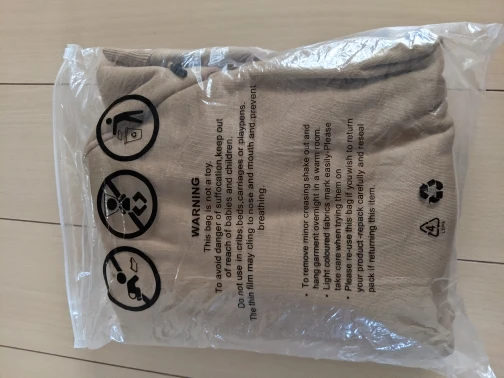 WARNING
This bag is not a toy.
To avoid danger of suffocation,keep out
of reach of babies and children.
Do not use in cribs,beds,carriages or playpens.
The thin film may cling to nose and mouth and prevent
breathing.
• To remove minor creasing shake out and
hang garment overnight in a warm room.
• Light coloured fabrics mark easily-Please
take care when trying them on
• Please re-use this bag if you wish to return
your product -repack carefully and reseal
pack if returning this item.
4
LDPE